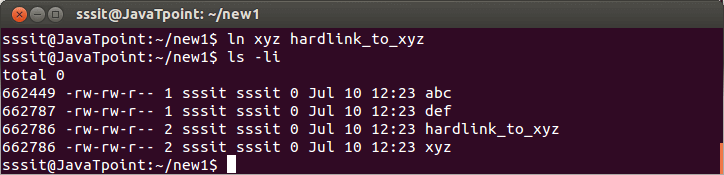 sssit@JavaTpoint: ~/new1
sssit@JavaTpoint:~/new1$ ln xyz hardlink_to_xyz
sssit@JavaTpoint:~/new1$ ls -li
total 0
662449 -rw-rw-r-- 1 sssit sssit 0 Jul 10 12:23 abc
662787 -rw-rw-r-- 1 sssit sssit 0 Jul 10 12:23 def
662786 -rw-rw-r-- 2 sssit sssit 0 Jul 10 12:23 hardlink_to_xyz
662786 -rw-rw-r-- 2 sssit sssit 0 Jul 10 12:23 xyz
sssit@JavaTpoint:~/new1$